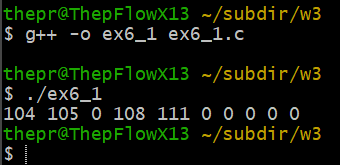 thepr@ThepFlowX13 ~/subdir/w3
$ g++ -o ex6_1 ex6_1.c
thepr@ThepFlowX13 ~/subdir/w3
$ ./ex6_1
104 105 0 108 111 0 0 0 0 0
thepr@ThepFlowX13 ~/subdir/w3
$